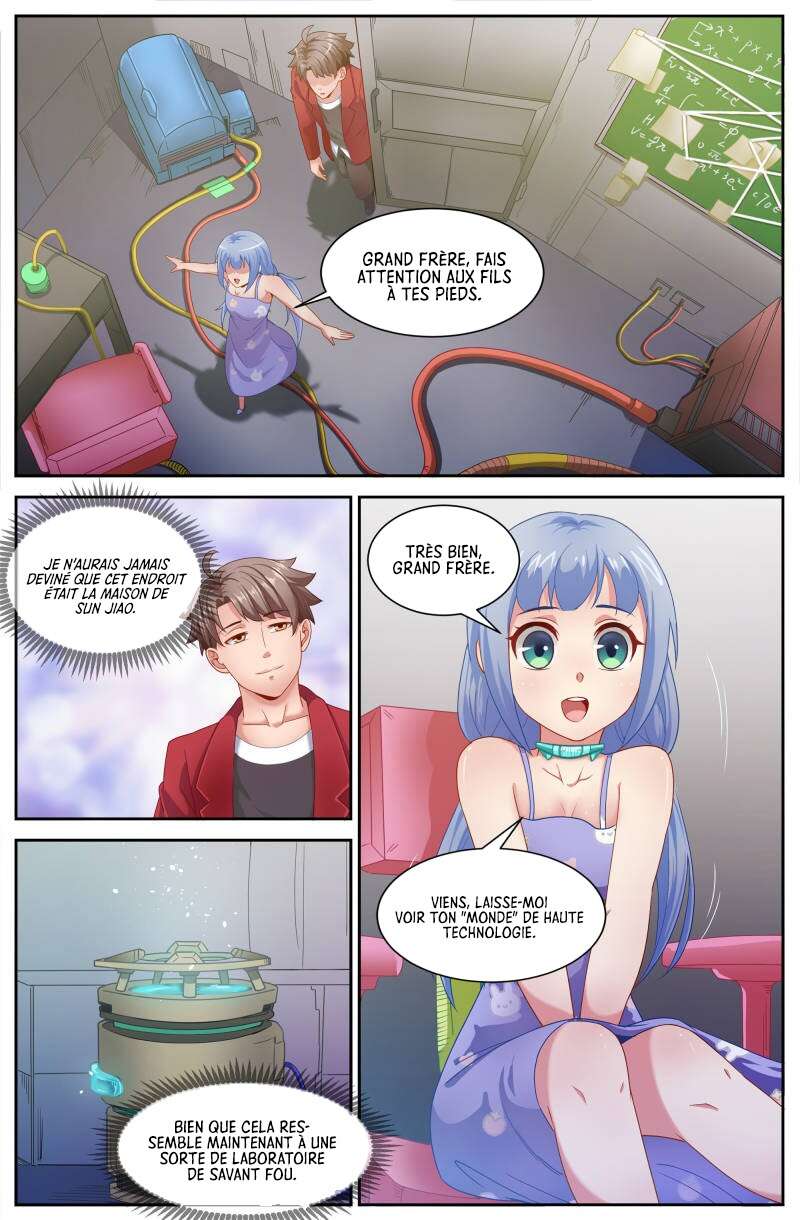 GRAND FRÈRE, FAIS
ATTENTION AUX FILS
À TES PIEDS.
JE N'AURAIS JAMAIS
DEVINÉ QUE CET ENDROIT
ÉTAIT LA MAISON DE
SUN JIAO.
TRÈS BIEN,
GRAND FRÈRE.
VIENS, LAISSE-MOI
VOIR TON "MONDE" DE HAUTE
TECHNOLOGIE.
BIEN QUE CELA RES-
SEMBLE MAINTENANT À UNE
SORTE DE LABORATOIRE
DE SAVANT FOU.